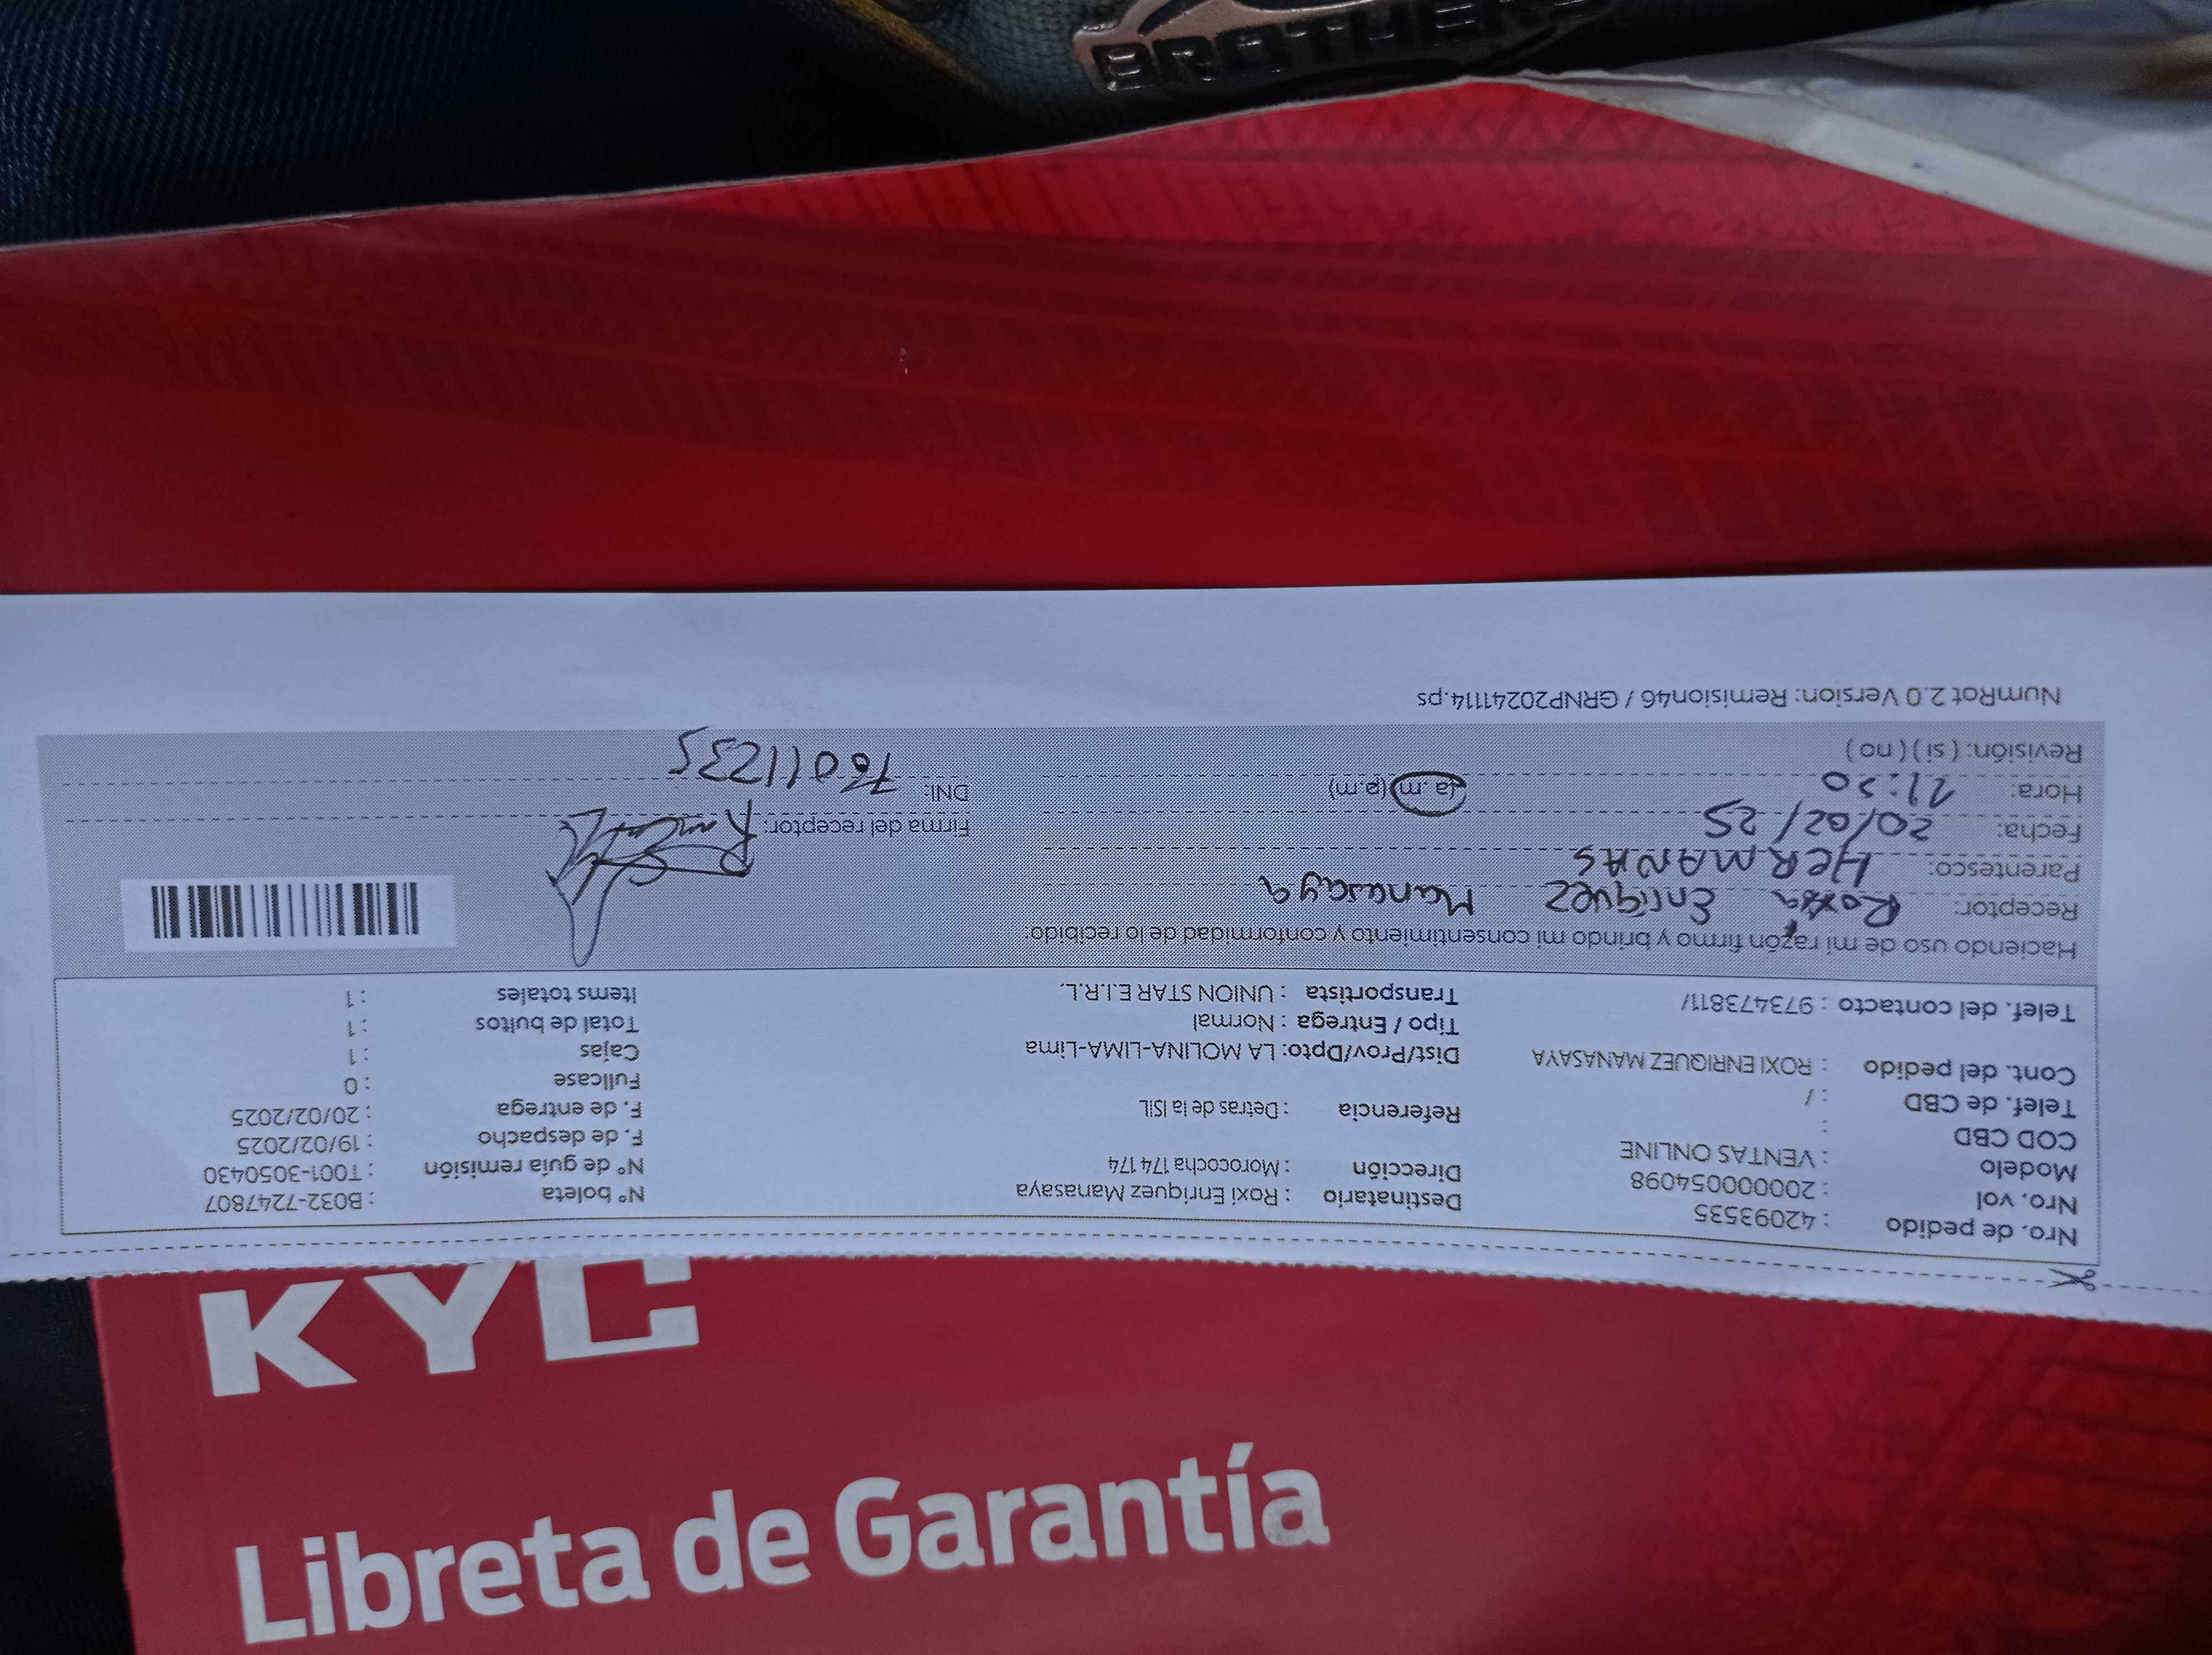 BROTHERS
Nro. de pedido : 42093535
Nro. vol : 2000005409​8
Modelo : VENTAS ONLINE
COD CBD :
Telef. de CBD : /
Cont. del pedido : ROXI ENRIQUEZ MANASAYA
Telef. del contacto : 973473811/
Destinatario : Roxi Enriquez Manasaya
Dirección : Morococha 174 174
Referencia : Detras de la ISIL
Dist/Prov/Dpto: LA MOLINA-LIMA-Lima
Tipo / Entrega : Normal
Transportista : UNION STAR E.I.R.L.
N° boleta : B032-7247807
N° de guía remisión : T001-3050430
F. de despacho : 19/02/2025
F. de entrega : 20/02/2025
Fullcase : 0
Cajas : 1
Total de bultos : 1
Items totales : 1
Haciendo uso de mi razón firmo y brindo mi consentimiento y conformidad de lo recibido:
Receptor: Enriquez Manasaya
Parentesco: HERMANAS
Fecha: 20/02/25
Hora: 11:30 (a.m)(p.m)
Revisión: ( si ) ( no )
Firma del receptor:
DNI: 76011235
NumRot 2.0 Version: Remision46 / GRNP20241114.ps
KYC
Libreta de Garantía